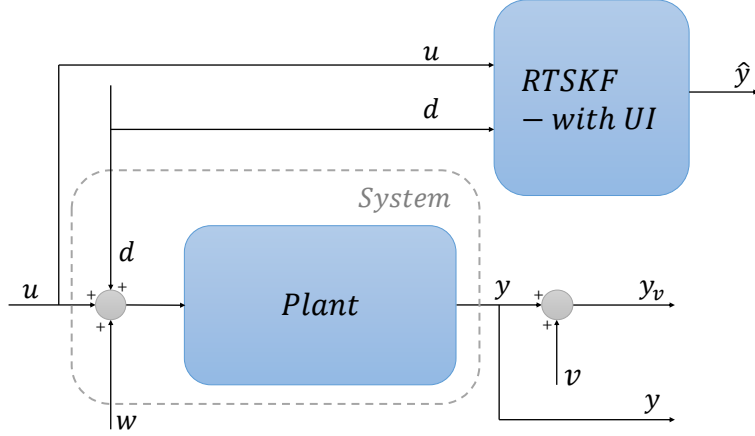 u
RTSKF
− with UI
ŷ
d
System
d
u
+
+
+
Plant
y
+
+
y_v
v
y
w